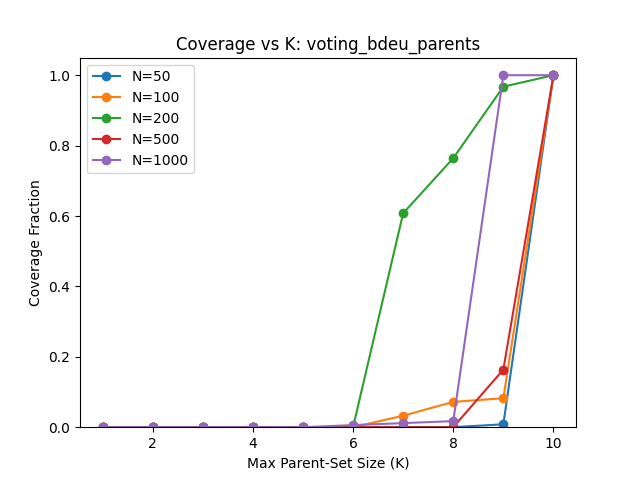 Coverage vs K: voting_bdeu_parents
N=50
N=100
N=200
N=500
N=1000
Coverage Fraction
1.0
0.8
0.6
0.4
0.2
0.0
2 4 6 8 10
Max Parent-Set Size (K)